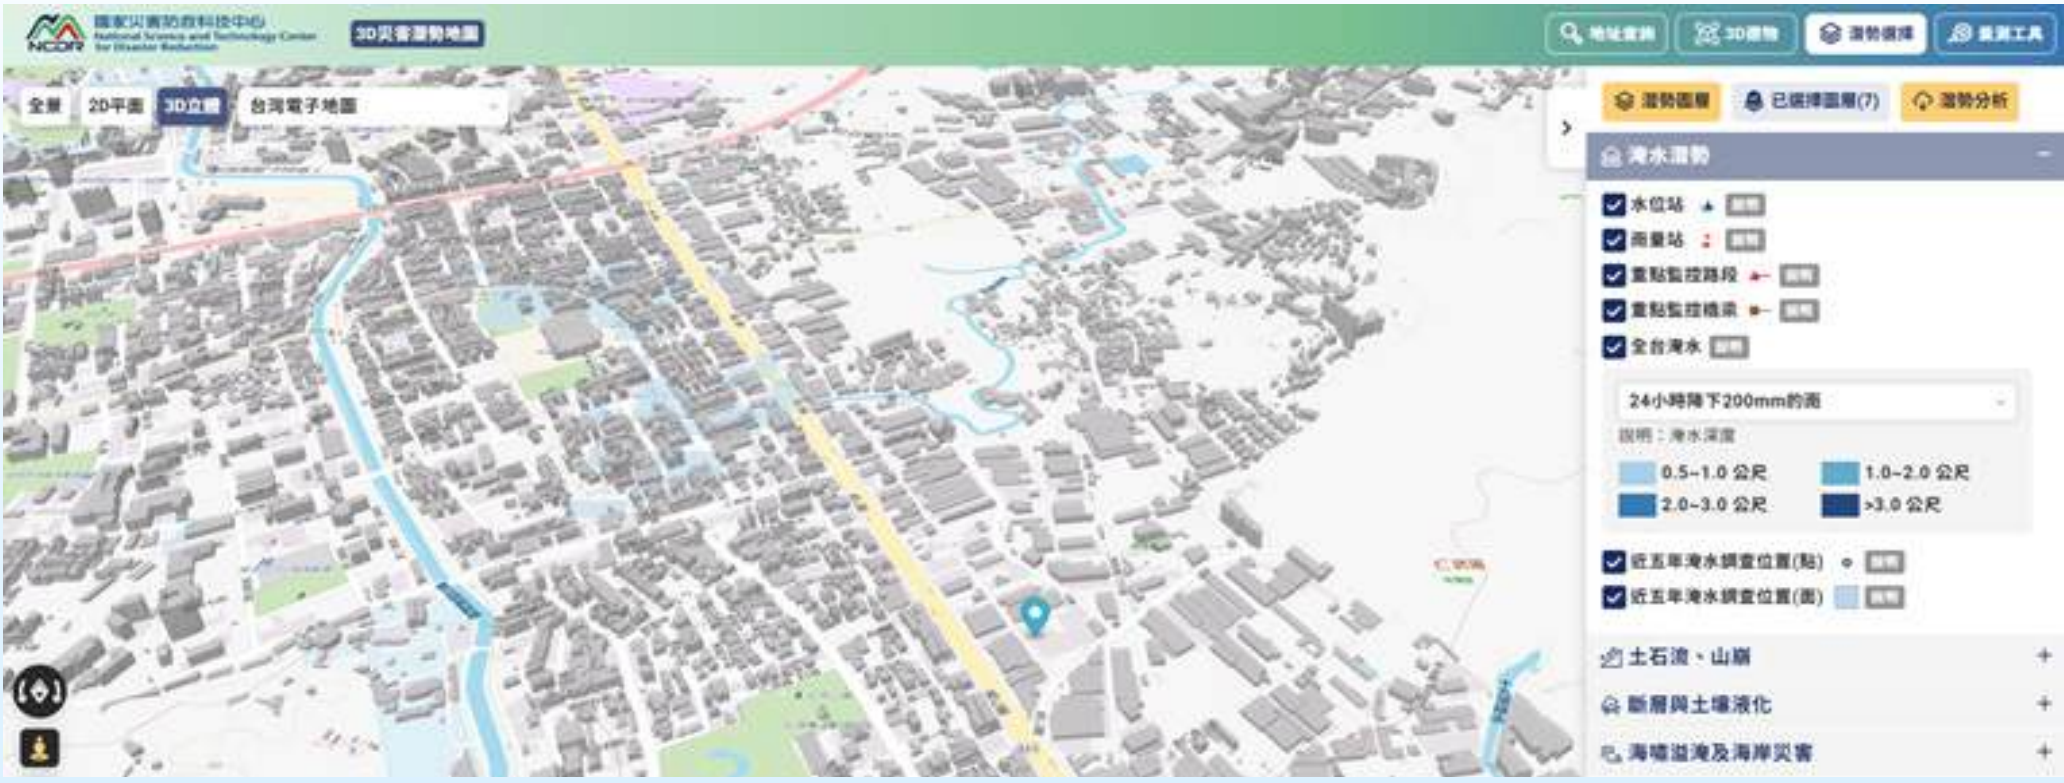 國家災害防救科技中心
National Science and Technology Center
for Disaster Reduction
NCDR
3D災害潛勢地圖
地址查詢
3D建物
潛勢選擇
量測工具
全景
2D平面
3D立體
台灣電子地圖
潛勢圖層
已選擇圖層(7)
潛勢分析
淹水潛勢
水位站
雨量站
重點監控路段
重點監控橋梁
全台淹水
24小時降下200mm的雨
說明：淹水深度
0.5~1.0 公尺
1.0~2.0 公尺
2.0~3.0 公尺
>3.0 公尺
近五年淹水調查位置(點)
近五年淹水調查位置(面)
土石流、山崩
斷層與土壤液化
海嘯溢淹及海岸災害